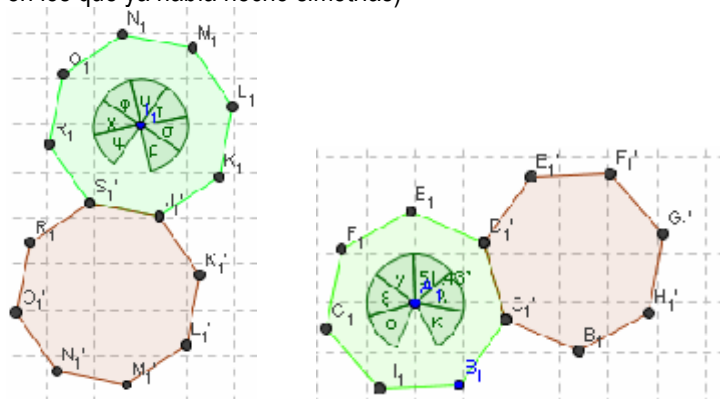 en los que ya había hecho simetrías)
N₁
M₁
O₁
L₁
R₁
K₁
S₁'
J₁'
R₁'
K₁'
O₁'
L₁'
N₁'
M₁'
φ
υ
τ
χ
σ
ψ
ς
E₁
F₁
D₁'
E₁'
F₁'
G₁'
H₁'
B₁
C₁'
I₁
B₁
ξ
ο
κ